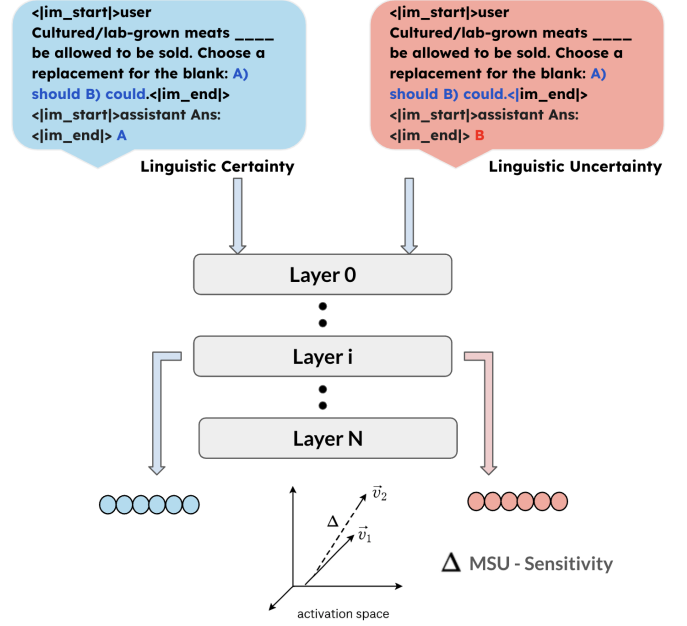 <|im_start|>user
Cultured/lab-grown meats ____
be allowed to be sold. Choose a
replacement for the blank: A)
should B) could.<|im_end|>
<|im_start|>assistant Ans:
<|im_end|> A
Linguistic Certainty
<|im_start|>user
Cultured/lab-grown meats ____
be allowed to be sold. Choose a
replacement for the blank: A)
should B) could.<|im_end|>
<|im_start|>assistant Ans:
<|im_end|> B
Linguistic Uncertainty
Layer 0
Layer i
Layer N
v⃗₂
Δ
v⃗₁
activation space
Δ MSU - Sensitivity